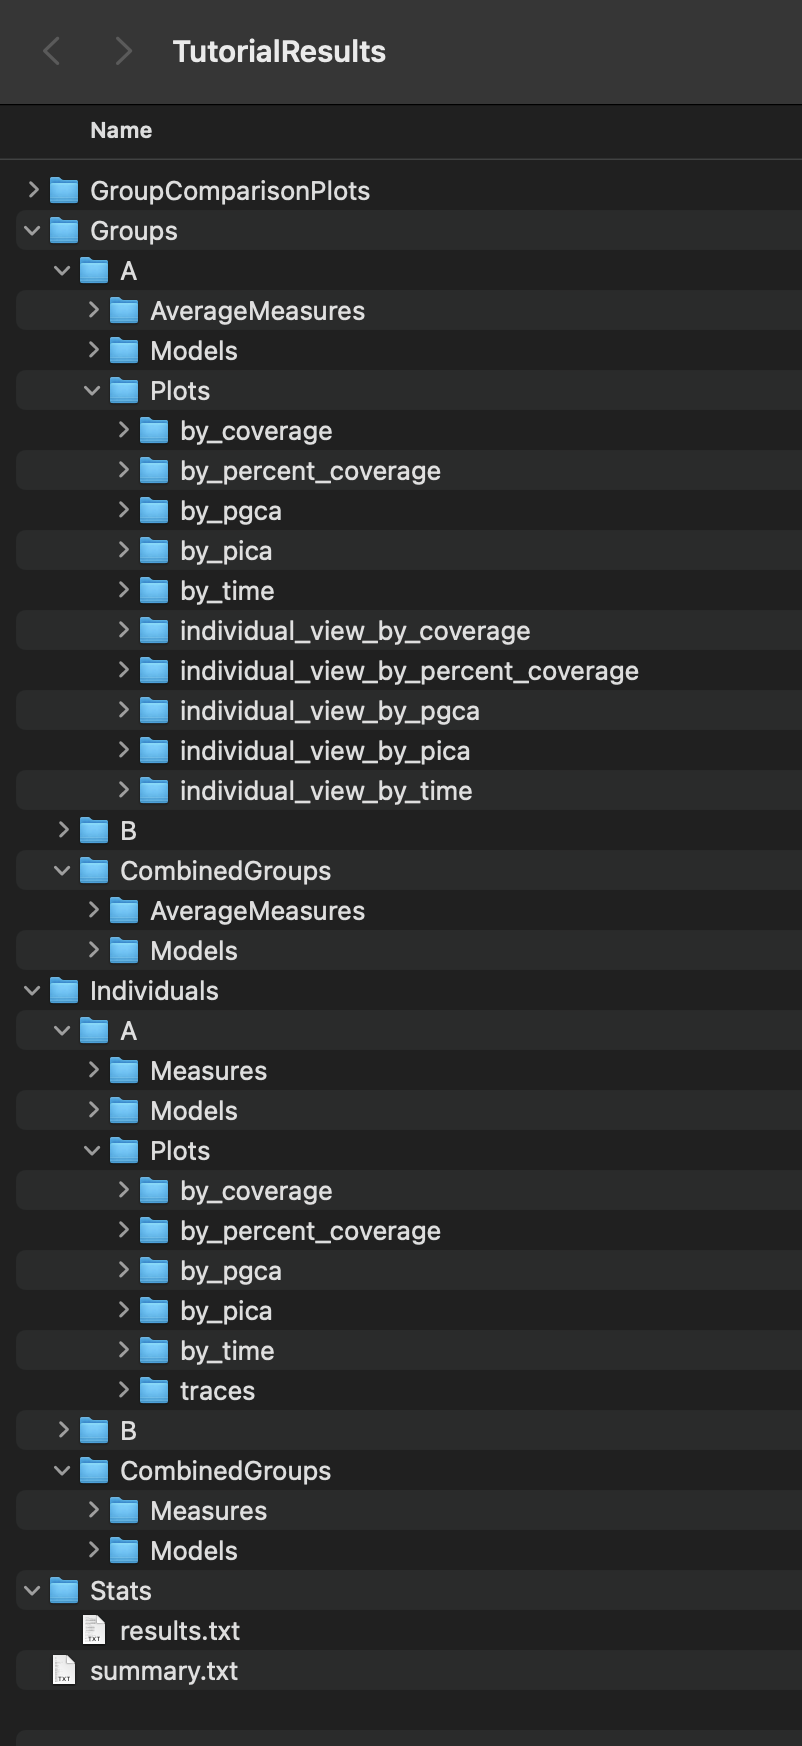 TutorialResults
Name
GroupComparisonPlots
Groups
A
AverageMeasures
Models
Plots
by_coverage
by_percent_coverage
by_pgca
by_pica
by_time
individual_view_by_coverage
individual_view_by_percent_coverage
individual_view_by_pgca
individual_view_by_pica
individual_view_by_time
B
CombinedGroups
AverageMeasures
Models
Individuals
A
Measures
Models
Plots
by_coverage
by_percent_coverage
by_pgca
by_pica
by_time
traces
B
CombinedGroups
Measures
Models
Stats
TXT results.txt
TXT summary.txt